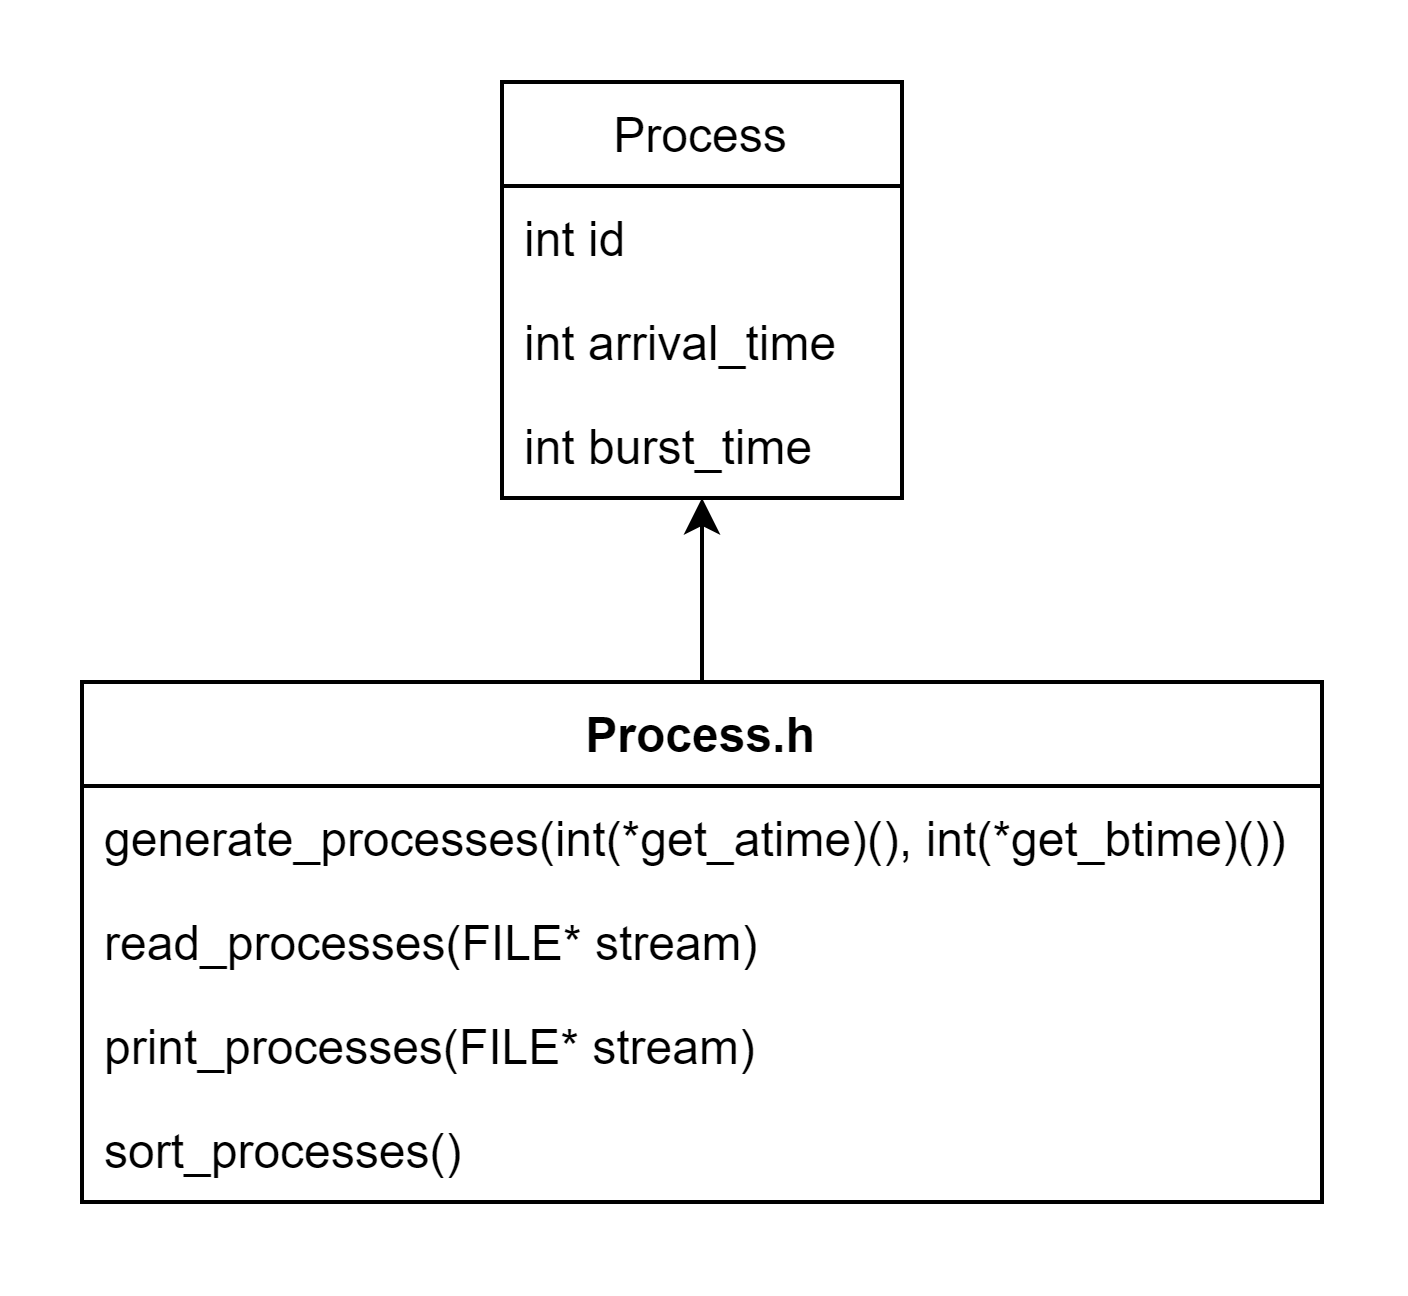 Process
int id
int arrival_time
int burst_time
Process.h
generate_processes(int(*get_atime)(), int(*get_btime)())
read_processes(FILE* stream)
print_processes(FILE* stream)
sort_processes()